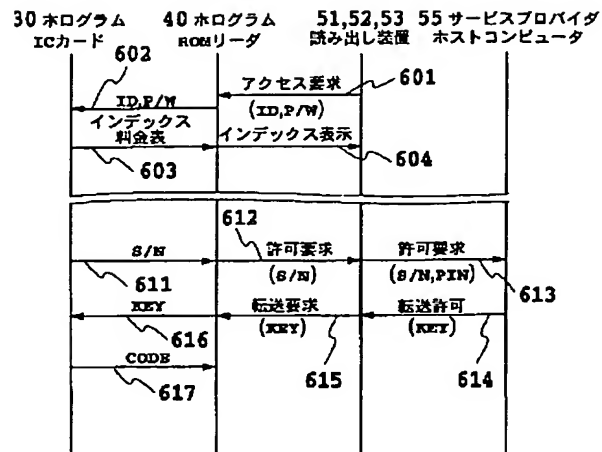 30 ホログラム 40 ホログラム 51,52,53 55 サービスプロバイダ
ICカード ROMリーダ 読み出し装置 ホストコンピュータ
602
アクセス要求
601
ID,P/W
(ID,P/W)
インデックス
料金表
インデックス表示
603
604
612
S/N
許可要求
許可要求
(S/N)
(S/N,PIN)
611
613
KEY
転送要求
転送許可
(KEY)
(KEY)
616
CODE
617
615
614